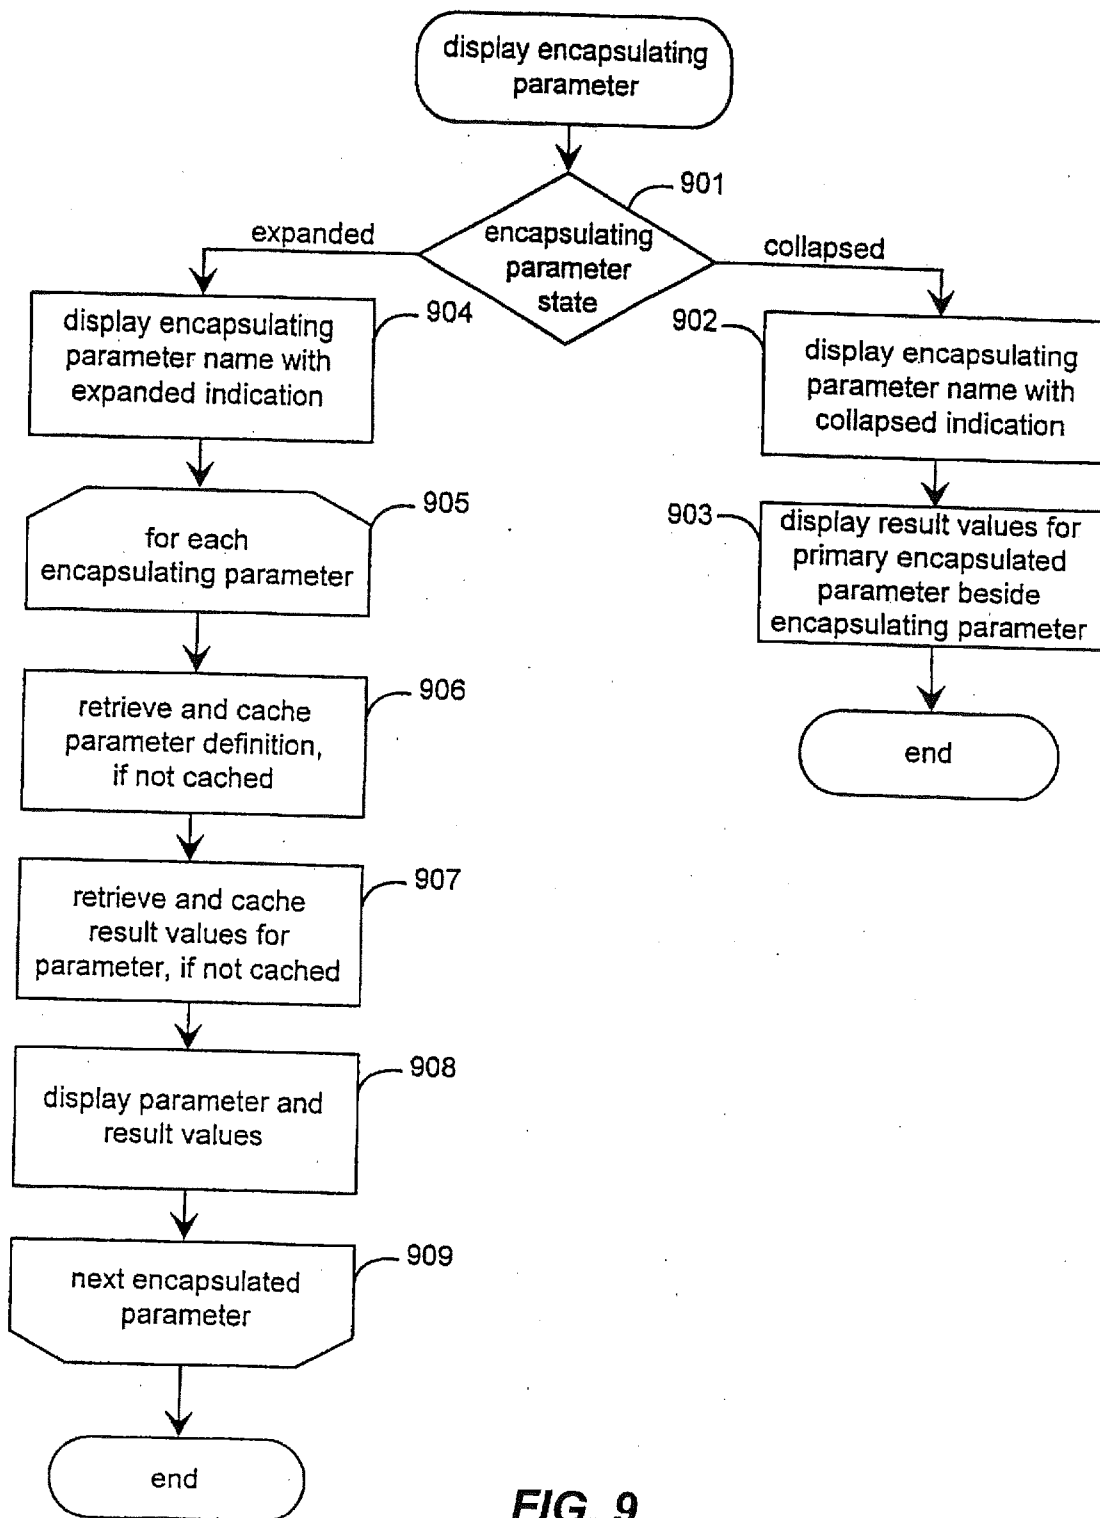 display encapsulating
parameter
901
encapsulating
parameter
state
expanded
collapsed
904
display encapsulating
parameter name with
expanded indication
902
display encapsulating
parameter name with
collapsed indication
905
for each
encapsulating parameter
903
display result values for
primary encapsulated
parameter beside
encapsulating parameter
906
retrieve and cache
parameter definition,
if not cached
end
907
retrieve and cache
result values for
parameter, if not cached
908
display parameter and
result values
909
next encapsulated
parameter
end
FIG. 9